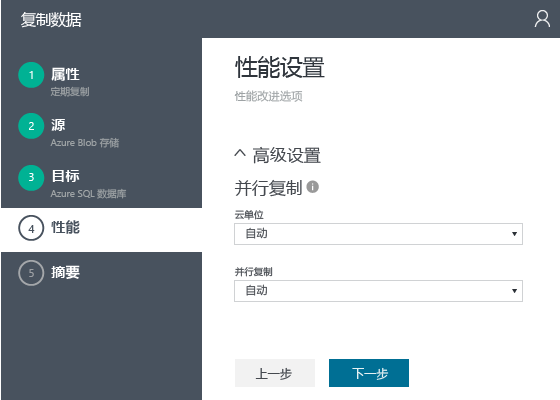 复制数据
1 属性
定期复制
2 源
Azure Blob 存储
3 目标
Azure SQL 数据库
4 性能
5 摘要
性能设置
性能改进选项
高级设置
并行复制
云单位
自动
并行复制
自动
上一步 下一步